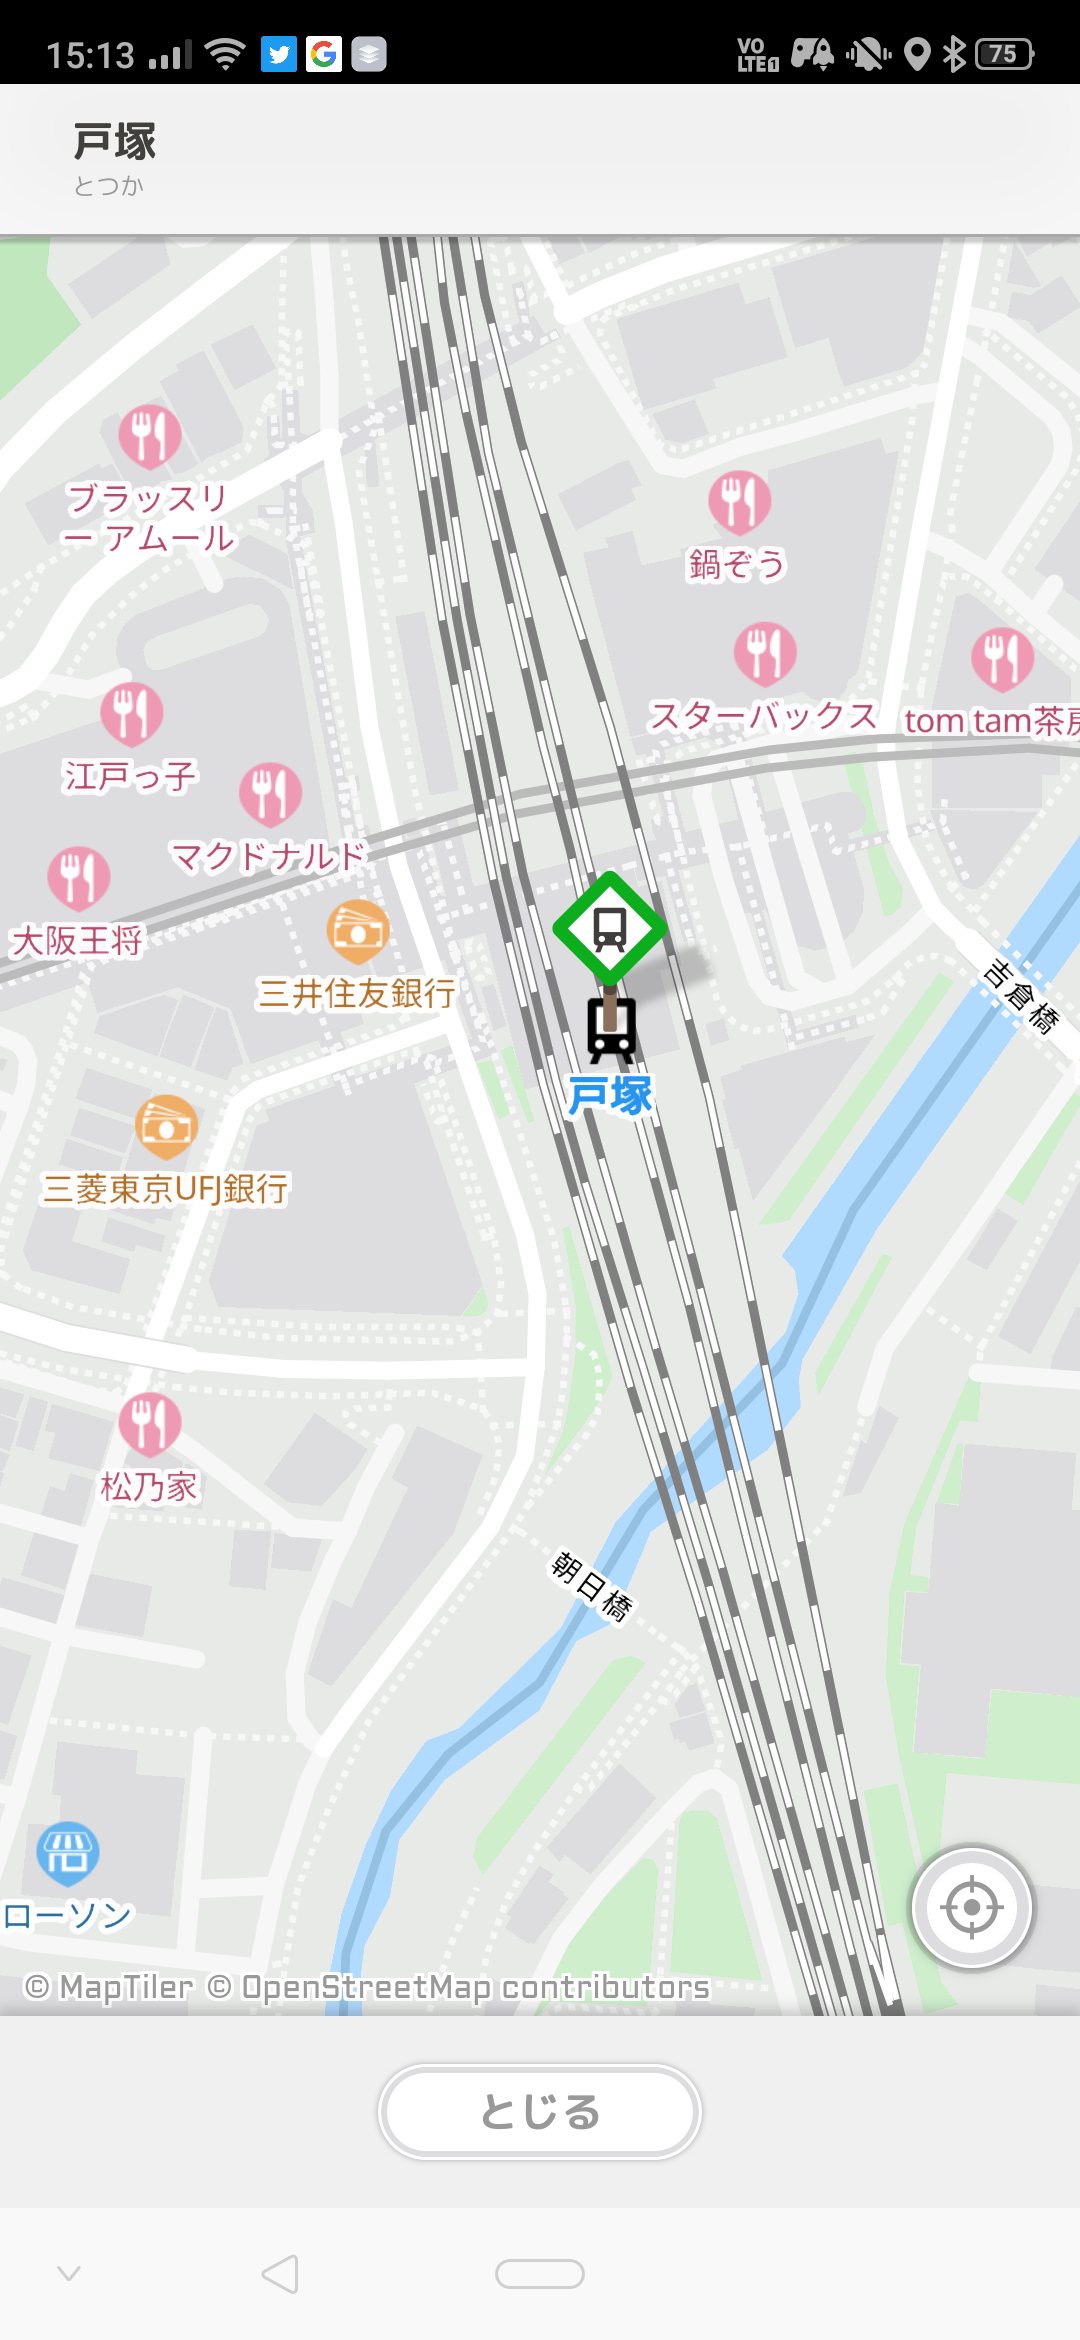 15:13
VO
LTE1
75
戸塚
とつか
ブラッスリ
ー アムール
鍋ぞう
スターバックス
tom tam茶房
江戸っ子
マクドナルド
大阪王将
三井住友銀行
吉倉橋
戸塚
三菱東京UFJ銀行
松乃家
朝日橋
ローソン
© MapTiler © OpenStreetMap contributors
とじる